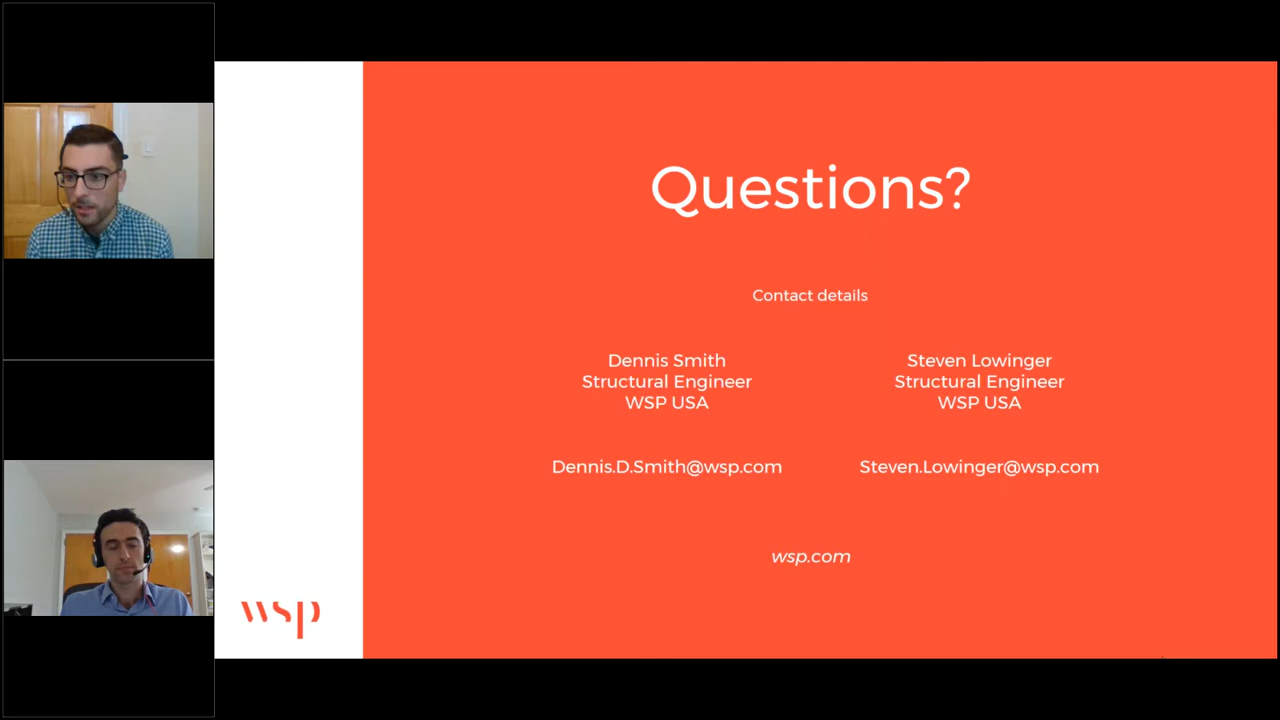 Questions?
Contact details
Dennis Smith
Structural Engineer
WSP USA
Dennis.D.Smith@wsp.com
Steven Lowinger
Structural Engineer
WSP USA
Steven.Lowinger@wsp.com
wsp.com
wsp